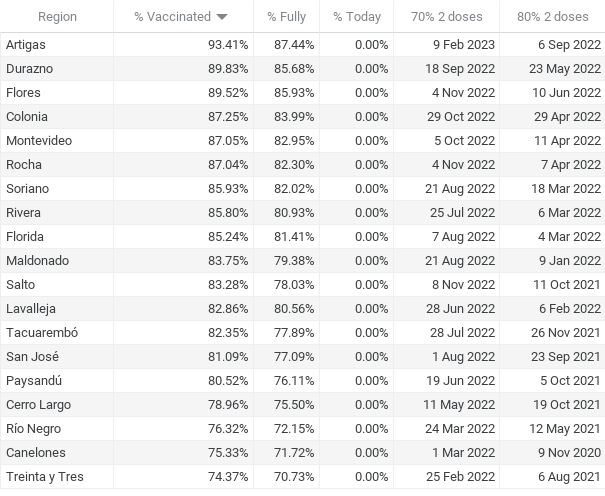 Region % Vaccinated % Fully % Today 70% 2 doses 80% 2 doses
Artigas 93.41% 87.44% 0.00% 9 Feb 2023 6 Sep 2022
Durazno 89.83% 85.68% 0.00% 18 Sep 2022 23 May 2022
Flores 89.52% 85.93% 0.00% 4 Nov 2022 10 Jun 2022
Colonia 87.25% 83.99% 0.00% 29 Oct 2022 29 Apr 2022
Montevideo 87.05% 82.95% 0.00% 5 Oct 2022 11 Apr 2022
Rocha 87.04% 82.30% 0.00% 4 Nov 2022 7 Apr 2022
Soriano 85.93% 82.02% 0.00% 21 Aug 2022 18 Mar 2022
Rivera 85.80% 80.93% 0.00% 25 Jul 2022 6 Mar 2022
Florida 85.24% 81.41% 0.00% 7 Aug 2022 4 Mar 2022
Maldonado 83.75% 79.38% 0.00% 21 Aug 2022 9 Jan 2022
Salto 83.28% 78.03% 0.00% 8 Nov 2022 11 Oct 2021
Lavalleja 82.86% 80.56% 0.00% 28 Jun 2022 6 Feb 2022
Tacuarembó 82.35% 77.89% 0.00% 28 Jul 2022 26 Nov 2021
San José 81.09% 77.09% 0.00% 1 Aug 2022 23 Sep 2021
Paysandú 80.52% 76.11% 0.00% 19 Jun 2022 5 Oct 2021
Cerro Largo 78.96% 75.50% 0.00% 11 May 2022 19 Oct 2021
Río Negro 76.32% 72.15% 0.00% 24 Mar 2022 12 May 2021
Canelones 75.33% 71.72% 0.00% 1 Mar 2022 9 Nov 2020
Treinta y Tres 74.37% 70.73% 0.00% 25 Feb 2022 6 Aug 2021